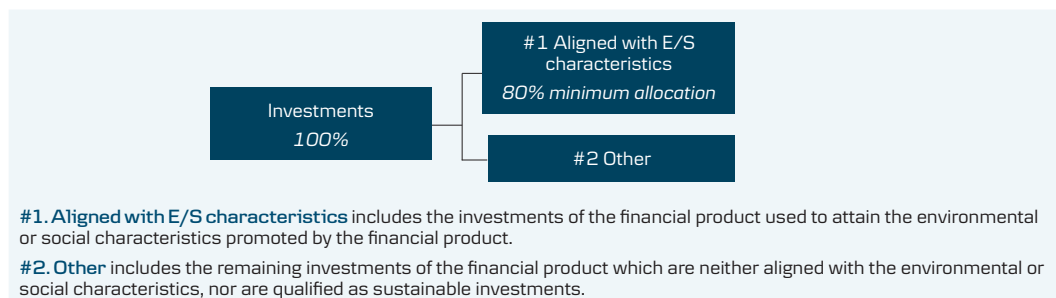 #1 Aligned with E/S
characteristics
80% minimum allocation
Investments
100%
#2 Other
#1. Aligned with E/S characteristics includes the investments of the financial product used to attain the environmental
or social characteristics promoted by the financial product.
#2. Other includes the remaining investments of the financial product which are neither aligned with the environmental or
social characteristics, nor are qualified as sustainable investments.